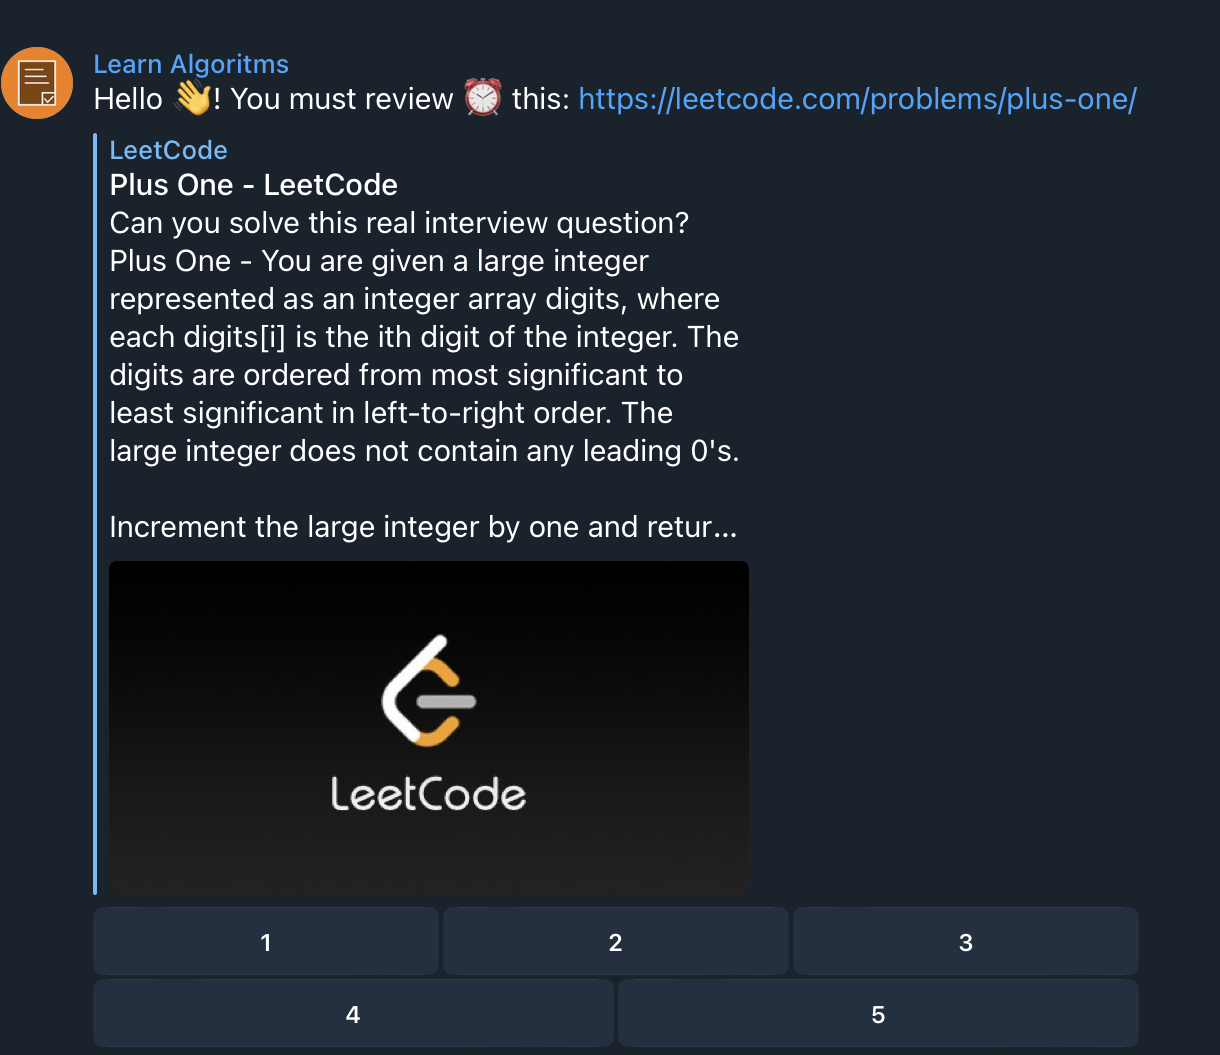 Learn Algoritms
Hello 👋! You must review ⏰ this: https://leetcode.com/problems/plus-one/
LeetCode
Plus One - LeetCode
Can you solve this real interview question?
Plus One - You are given a large integer
represented as an integer array digits, where
each digits[i] is the ith digit of the integer. The
digits are ordered from most significant to
least significant in left-to-right order. The
large integer does not contain any leading 0's.
Increment the large integer by one and retur...
LeetCode
1
2
3
4
5